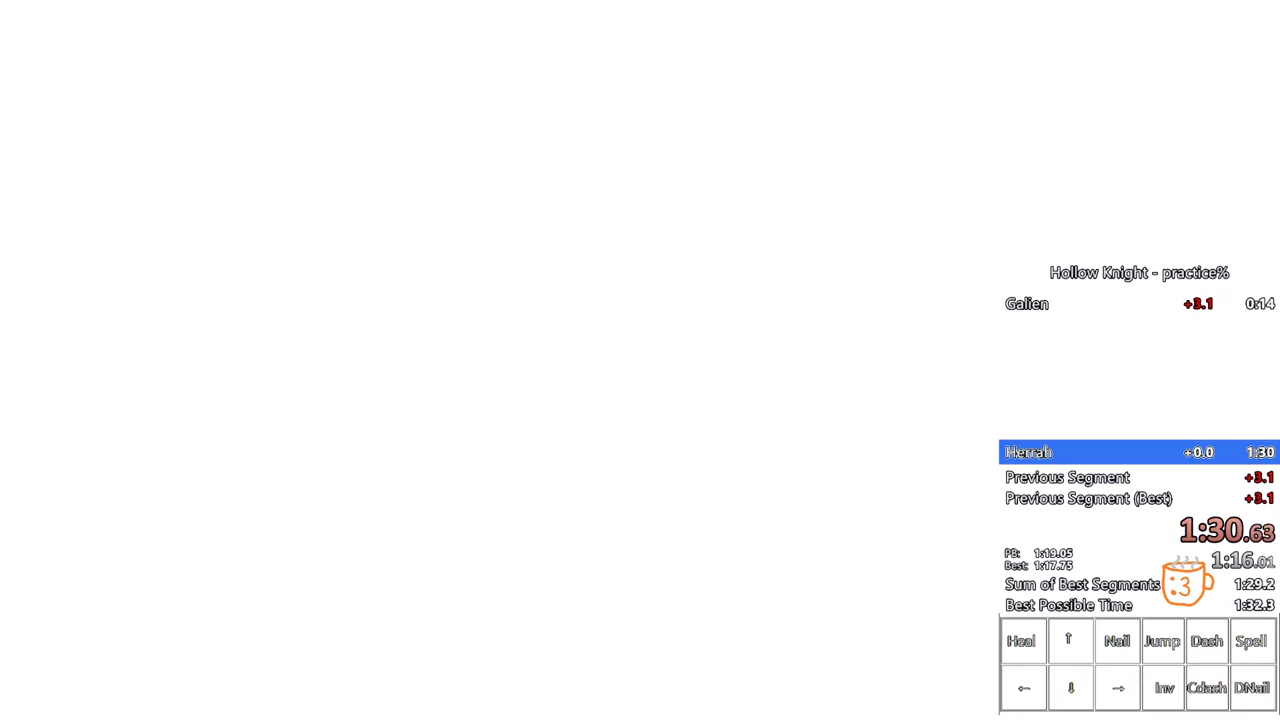 Hollow Knight - practice%
Galien +3.1 0:14
Herrah +0.0 1:30
Previous Segment +3.1
Previous Segment (Best) +3.1
1:30.63
PB: 1:19.05
Best: 1:17.75 1:16.01
Sum of Best Segments 1:29.2
Best Possible Time 1:32.3
Heal ↑ Nail Jump Dash Spell
← ↓ → Inv Cdash DNail